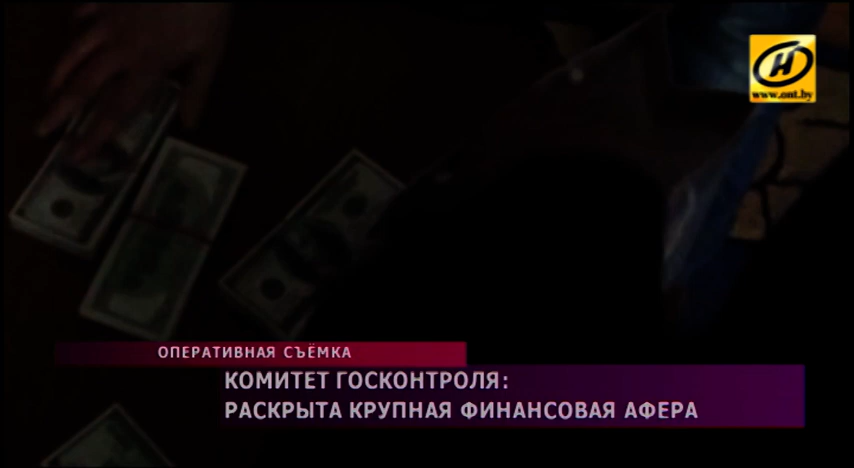 Н
www.ont.by
ОПЕРАТИВНАЯ СЪЁМКА
КОМИТЕТ ГОСКОНТРОЛЯ:
РАСКРЫТА КРУПНАЯ ФИНАНСОВАЯ АФЕРА